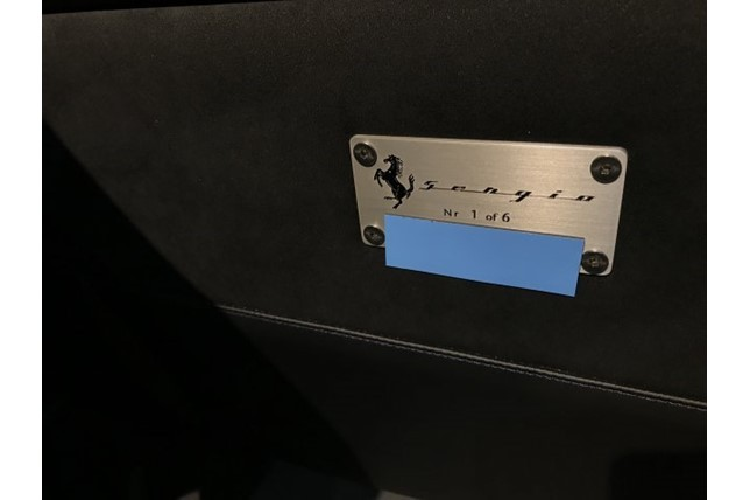 Sergio
Nr 1 of 6